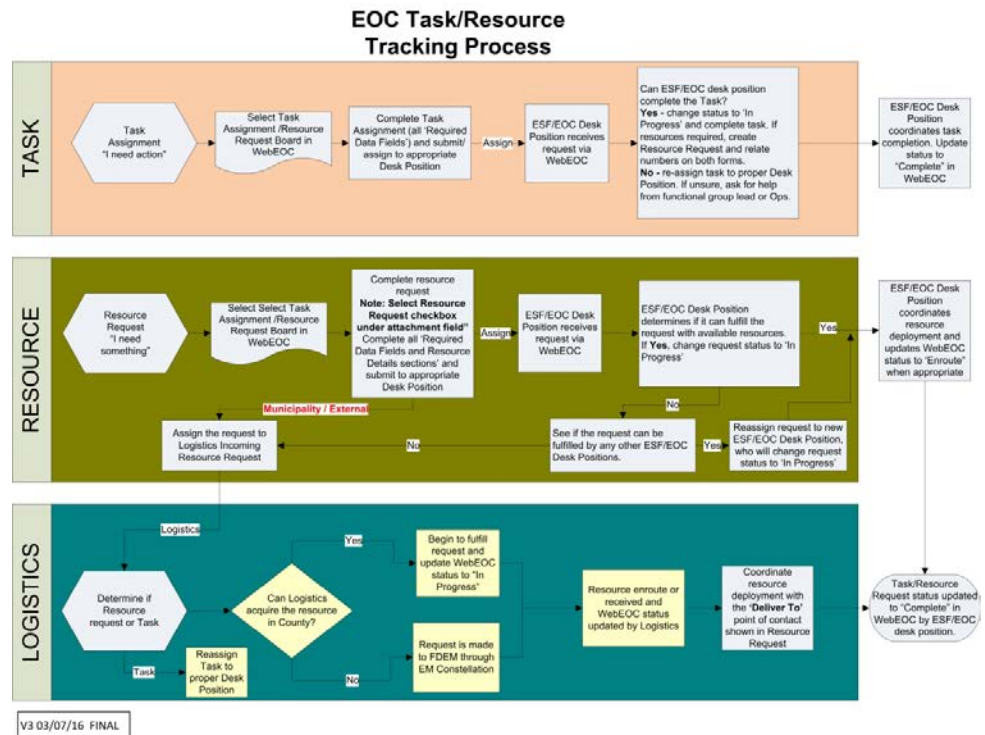 EOC Task/Resource
Tracking Process
TASK
Task
Assignment
“I need action”
Select Task
Assignment /Resource
Request Board in
WebEOC
Complete Task
Assignment (all ‘Required
Data Fields’) and submit/
assign to appropriate
Desk Position
Assign
ESF/EOC Desk
Position receives
request via
WebEOC
Can ESF/EOC desk position
complete the Task?
Yes - change status to ‘In
Progress’ and complete task. If
resources required, create
Resource Request and relate
numbers on both forms.
No - re-assign task to proper Desk
Position. If unsure, ask for help
from functional group lead or Ops.
ESF/EOC Desk
Position
coordinates task
completion. Update
status to
“Complete” in
WebEOC
RESOURCE
Resource
Request
“I need
something”
Select Select Task
Assignment /Resource
Request Board in
WebEOC
Complete resource
request
Note: Select Resource
Request checkbox
under attachment field”
Complete all ‘Required
Data Fields and Resource
Details sections’ and
submit to appropriate
Desk Position
Assign
ESF/EOC Desk
Position receives
request via
WebEOC
ESF/EOC Desk Position
determines if it can fulfill the
request with available resources.
If Yes, change request status to ‘In
Progress’
Yes
ESF/EOC Desk
Position
coordinates
resource
deployment and
updates WebEOC
status to ‘Enroute”
when appropriate
Municipality / External
No
Assign the request to
Logistics Incoming
Resource Request
No
See if the request can be
fulfilled by any other ESF/EOC
Desk Positions.
Yes
Reassign request to new
ESF/EOC Desk Position,
who will change request
status to ‘In Progress’
LOGISTICS
Logistics
Determine if
Resource
request or Task
Task
Reassign
Task to
proper Desk
Position
Can Logistics
acquire the resource
in County?
Yes
Begin to fulfill
request and
update WebEOC
status to “In
Progress”
No
Request is made
to FDEM through
EM Constellation
Resource enroute or
received and
WebEOC status
updated by Logistics
Coordinate
resource
deployment with
the ‘Deliver To’
point of contact
shown in Resource
Request
Task/Resource
Request status updated
to “Complete” in
WebEOC by ESF/EOC
desk position.
V3 03/07/16 FINAL